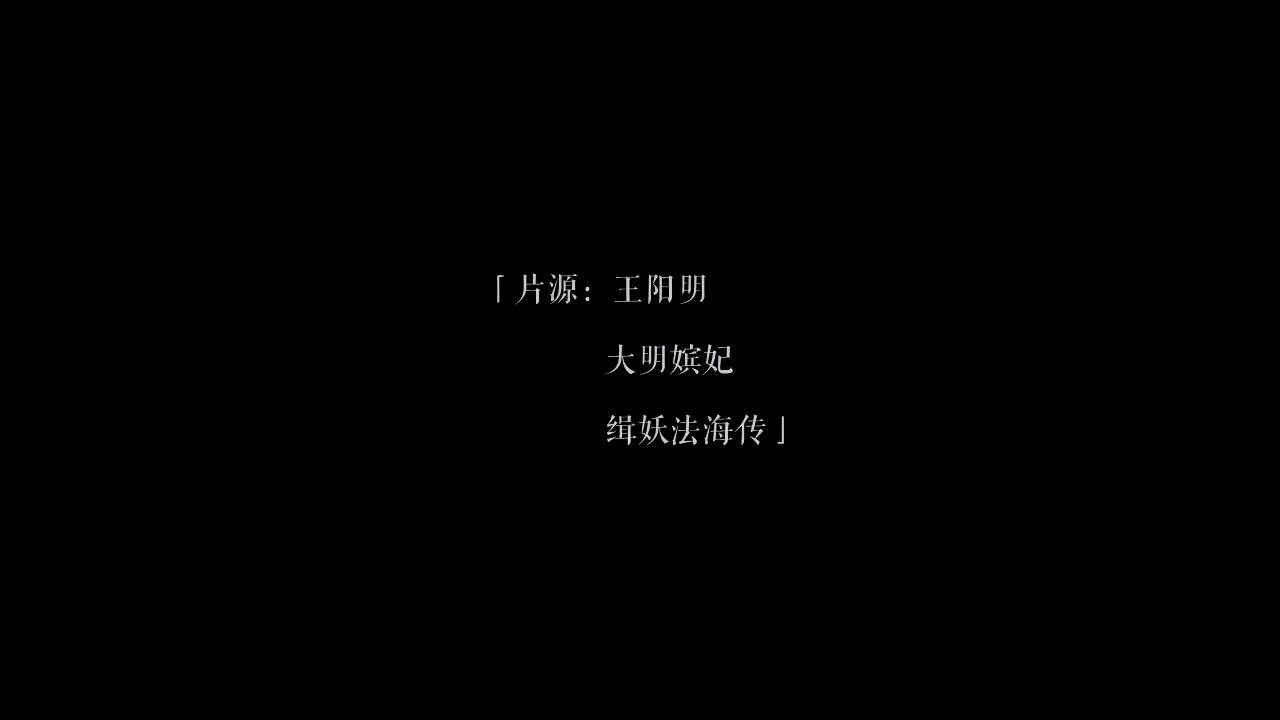 「片源：王阳明
大明嫔妃
缉妖法海传」